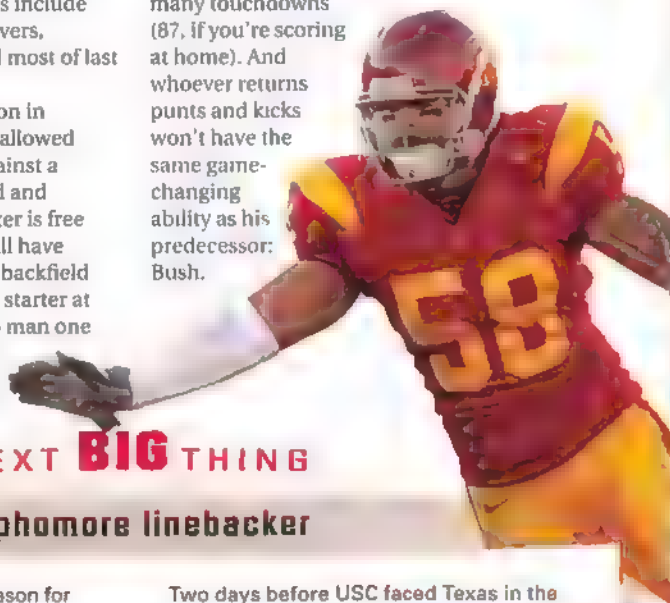 s include
vers,
most of last
on in
allowed
ainst a
d and
er is free
ll have
backfield
starter at
man one
many touchdowns
(87, if you're scoring
at home). And
whoever returns
punts and kicks
won't have the
same game-
changing
ability as his
predecessor:
Bush.
58
EXT BIG THING
phomore linebacker
ason for
Two days before USC faced Texas in the